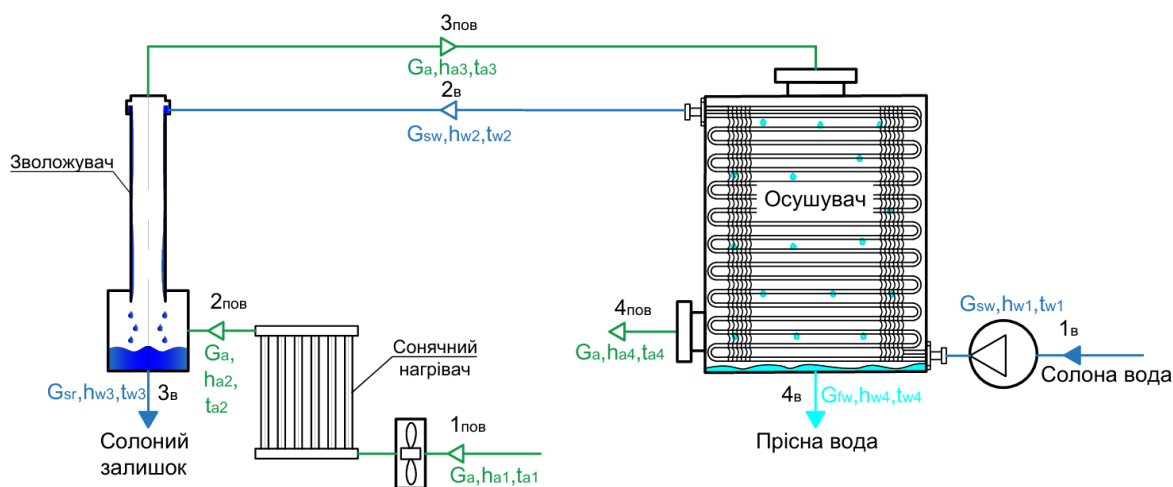 3пов
Ga,ha3,ta3
2в
Gsw,hw2,tw2
Зволожувач
Осушувач
2пов
Ga,
ha2,
ta2
4пов
Ga,ha4,ta4
Gsw,hw1,tw1
1в
Солона вода
Сонячний
нагрівач
Gsr,hw3,tw3
3в
Солоний
залишок
1пов
Ga,ha1,ta1
4в
Gfw,hw4,tw4
Прісна вода